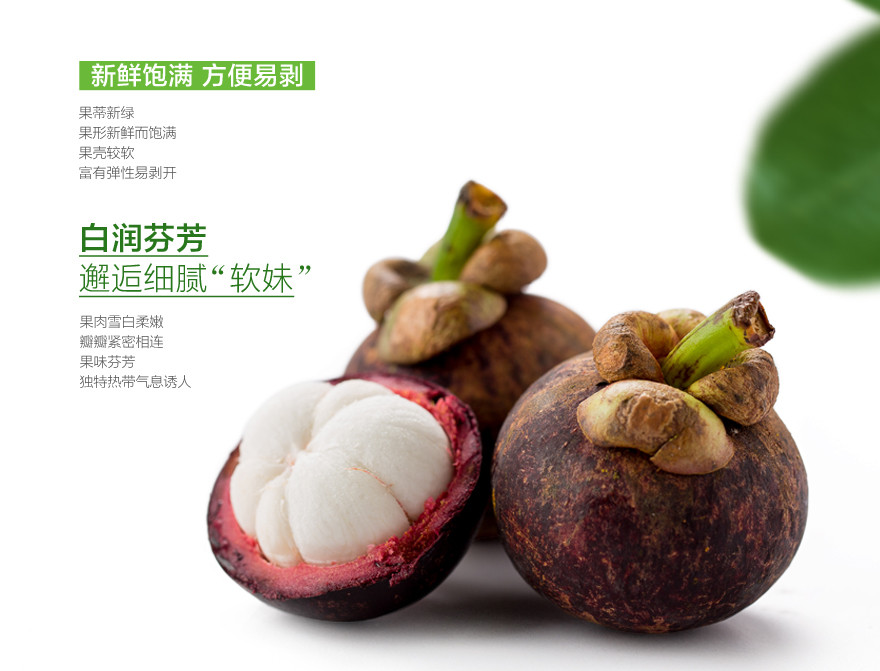 新鲜饱满 方便易剥
果蒂新绿
果形新鲜而饱满
果壳较软
富有弹性易剥开
白润芬芳
邂逅细腻“软妹”
果肉雪白柔嫩
瓣瓣紧密相连
果味芬芳
独特热带气息诱人